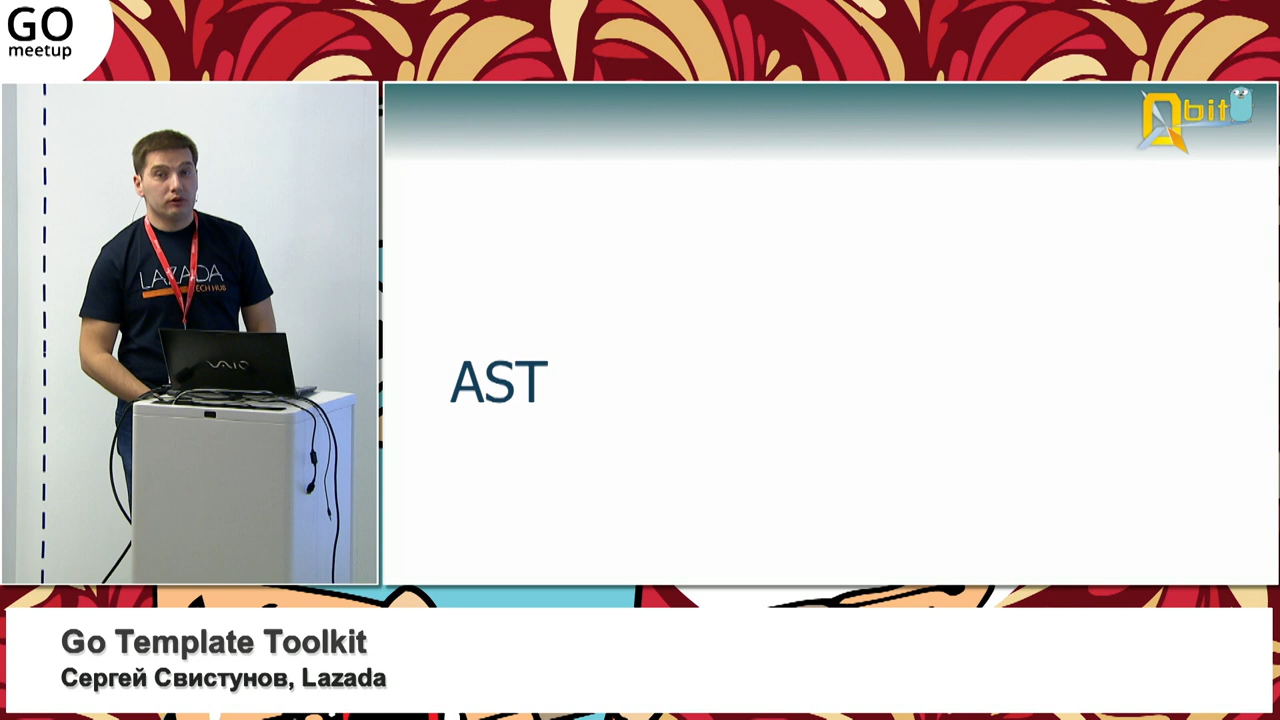 GO
meetup
Qbit
LAZADA
TECH HUB
VAIO
AST
Go Template Toolkit
Сергей Свистунов, Lazada